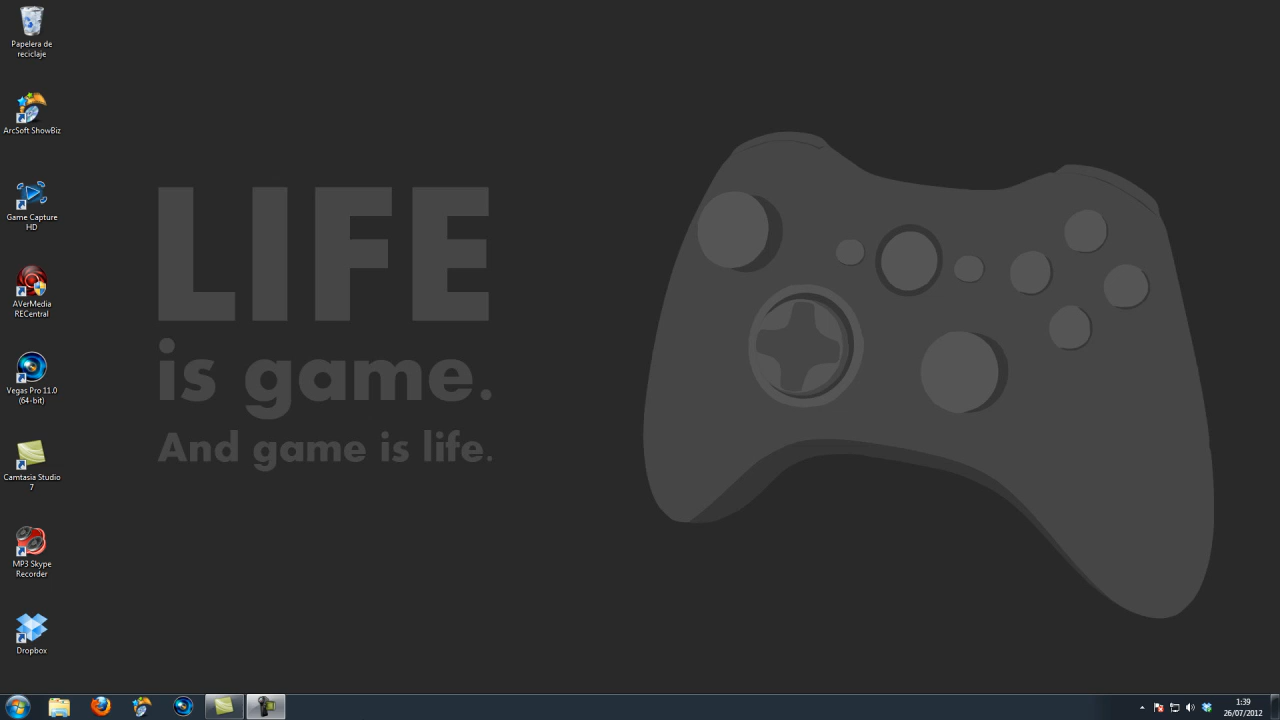 Papelera de
reciclaje
ArcSoft ShowBiz
Game Capture
HD
AVerMedia
RECentral
Vegas Pro 11.0
(64-bit)
Camtasia Studio
7
MP3 Skype
Recorder
Dropbox
LIFE
is game.
And game is life.
1:39
26/07/2012